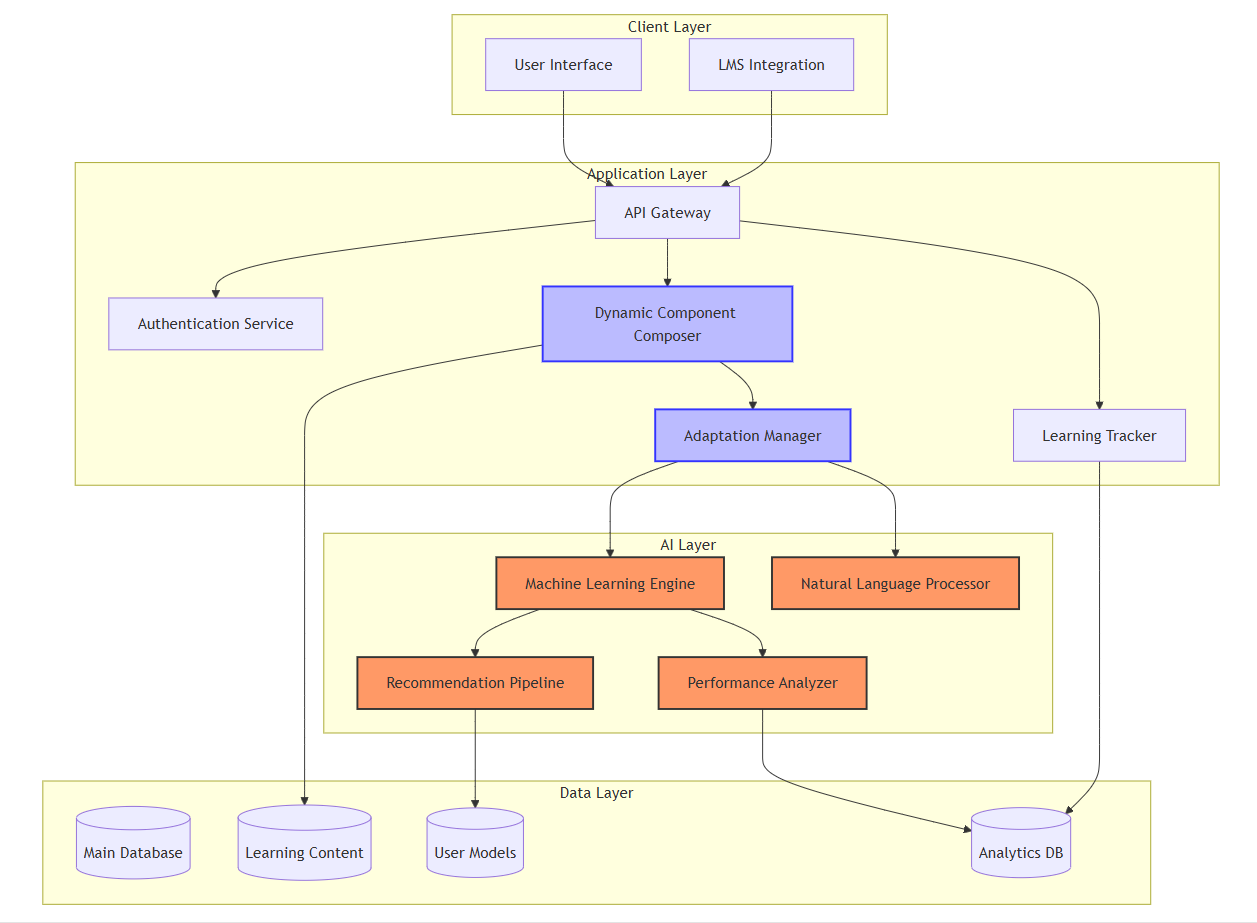 Client Layer
User Interface
LMS Integration
Application Layer
API Gateway
Authentication Service
Dynamic Component
Composer
Adaptation Manager
Learning Tracker
AI Layer
Machine Learning Engine
Natural Language Processor
Recommendation Pipeline
Performance Analyzer
Data Layer
Main Database
Learning Content
User Models
Analytics DB